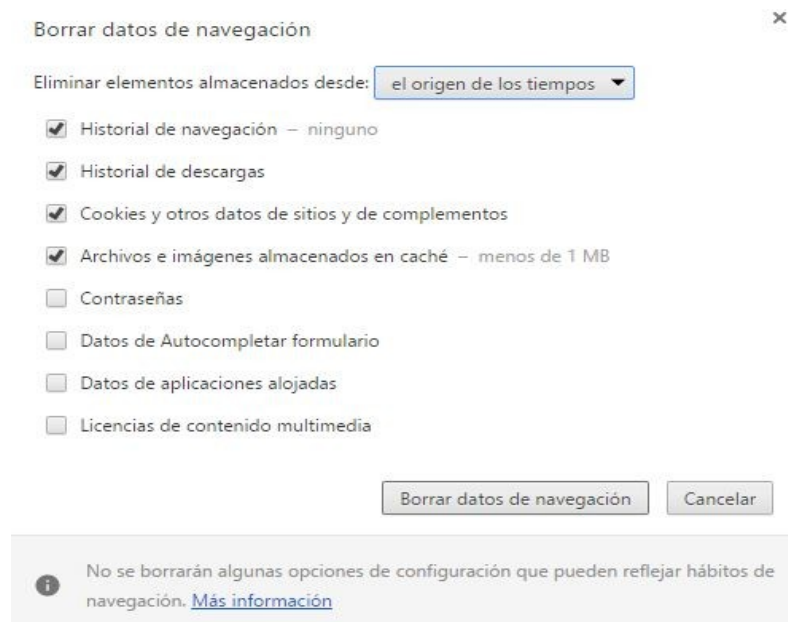 Borrar datos de navegación
Eliminar elementos almacenados desde: el origen de los tiempos
Historial de navegación – ninguno
Historial de descargas
Cookies y otros datos de sitios y de complementos
Archivos e imágenes almacenados en caché – menos de 1 MB
Contraseñas
Datos de Autocompletar formulario
Datos de aplicaciones alojadas
Licencias de contenido multimedia
Borrar datos de navegación Cancelar
No se borrarán algunas opciones de configuración que pueden reflejar hábitos de
navegación. Más información